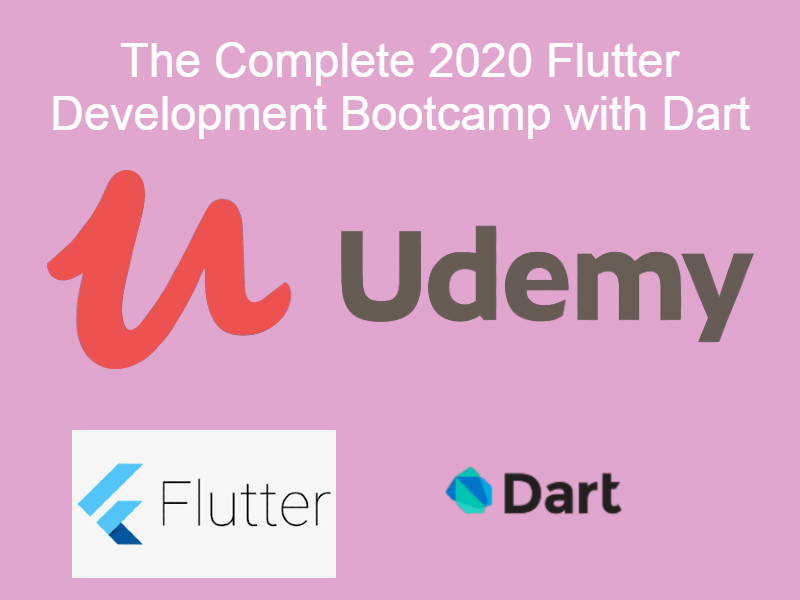 The Complete 2020 Flutter
Development Bootcamp with Dart
Udemy
Flutter
Dart